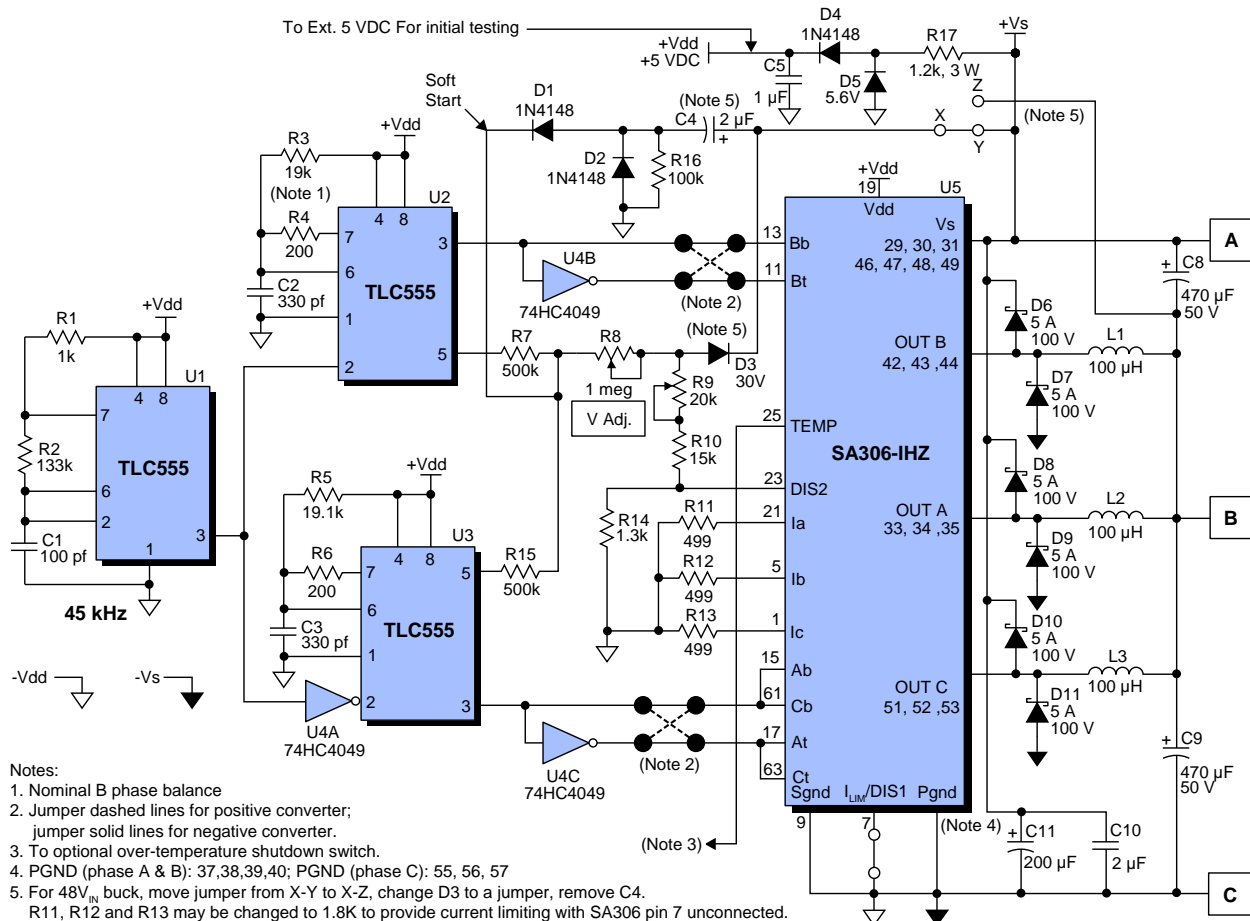 To Ext. 5 VDC For initial testing
+Vdd
+5 VDC
C5
1 µF
D4
1N4148
D5
5.6V
R17
1.2k, 3 W
+Vs
Z
(Note 5)
X
Y
Soft
Start
D1
1N4148
(Note 5)
C4
2 µF
+
D2
1N4148
R16
100k
+Vdd
R3
19k
(Note 1)
R4
200
C2
330 pf
U2
4
8
7
6
1
2
3
5
TLC555
U4B
74HC4049
(Note 2)
R1
1k
+Vdd
U1
4
8
7
6
2
1
3
TLC555
R2
133k
C1
100 pf
45 kHz
R7
500k
R8
1 meg
V Adj.
(Note 5)
D3
30V
R9
20k
R10
15k
R14
1.3k
R11
499
R12
499
R13
499
+Vdd
R5
19.1k
R6
200
C3
330 pf
U3
4
8
7
6
1
2
5
3
TLC555
R15
500k
U4A
74HC4049
U4C
74HC4049
(Note 2)
(Note 3)
-Vdd
-Vs
+Vdd
19
U5
Vdd
Vs
29, 30, 31
46, 47, 48, 49
13
Bb
11
Bt
OUT B
42, 43 ,44
25
TEMP
SA306-IHZ
23
DIS2
21
Ia
OUT A
33, 34 ,35
5
Ib
1
Ic
15
Ab
61
Cb
OUT C
51, 52 ,53
17
At
63
Ct
Sgnd
ILIM/DIS1
Pgnd
9
7
(Note 4)
A
+
C8
470 µF
50 V
D6
5 A
100 V
L1
100 µH
D7
5 A
100 V
D8
5 A
100 V
L2
100 µH
B
D9
5 A
100 V
D10
5 A
100 V
L3
100 µH
D11
5 A
100 V
+
C9
470 µF
50 V
+
C11
200 µF
C10
2 µF
C
Notes:
1. Nominal B phase balance
2. Jumper dashed lines for positive converter;
jumper solid lines for negative converter.
3. To optional over-temperature shutdown switch.
4. PGND (phase A & B): 37,38,39,40; PGND (phase C): 55, 56, 57
5. For 48VIN buck, move jumper from X-Y to X-Z, change D3 to a jumper, remove C4.
R11, R12 and R13 may be changed to 1.8K to provide current limiting with SA306 pin 7 unconnected.